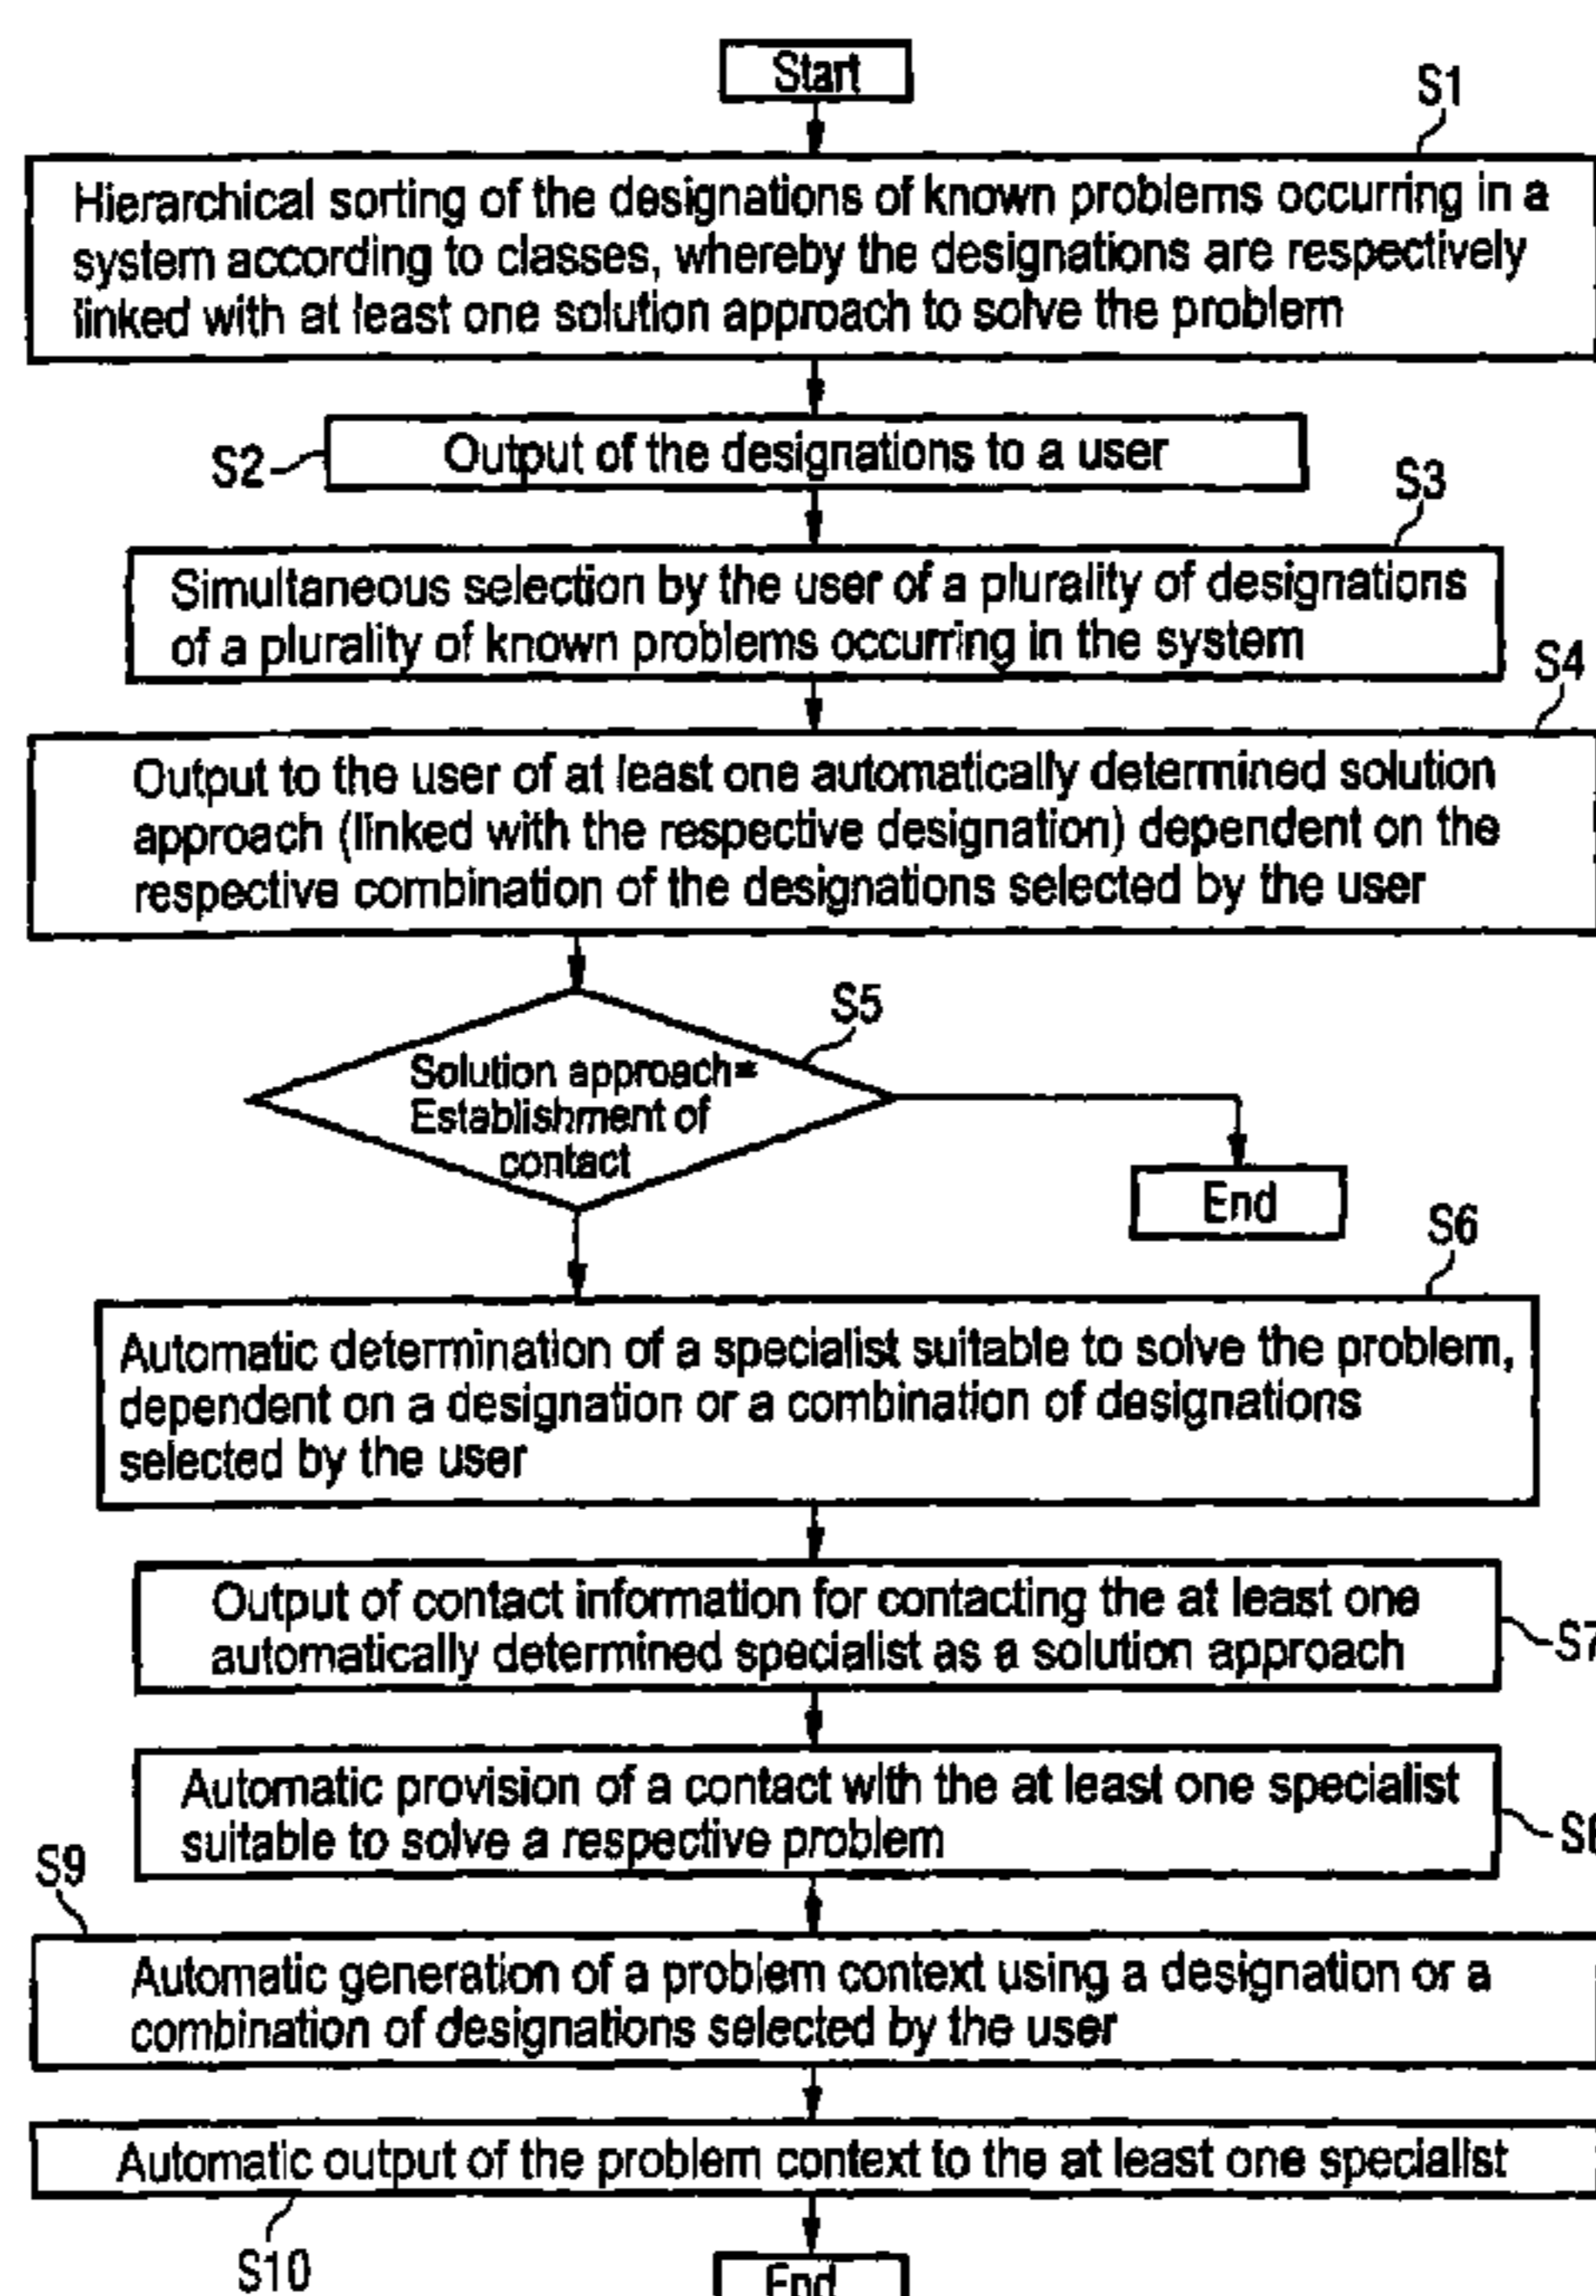 Start
S1
Hierarchical sorting of the designations of known problems occurring in a
system according to classes, whereby the designations are respectively
linked with at least one solution approach to solve the problem
S2
Output of the designations to a user
S3
Simultaneous selection by the user of a plurality of designations
of a plurality of known problems occurring in the system
S4
Output to the user of at least one automatically determined solution
approach (linked with the respective designation) dependent on the
respective combination of the designations selected by the user
S5
Solution approach=
Establishment of
contact
End
S6
Automatic determination of a specialist suitable to solve the problem,
dependent on a designation or a combination of designations
selected by the user
Output of contact information for contacting the at least one
automatically determined specialist as a solution approach
S7
Automatic provision of a contact with the at least one specialist
suitable to solve a respective problem
S8
S9
Automatic generation of a problem context using a designation or a
combination of designations selected by the user
Automatic output of the problem context to the at least one specialist
S10
End